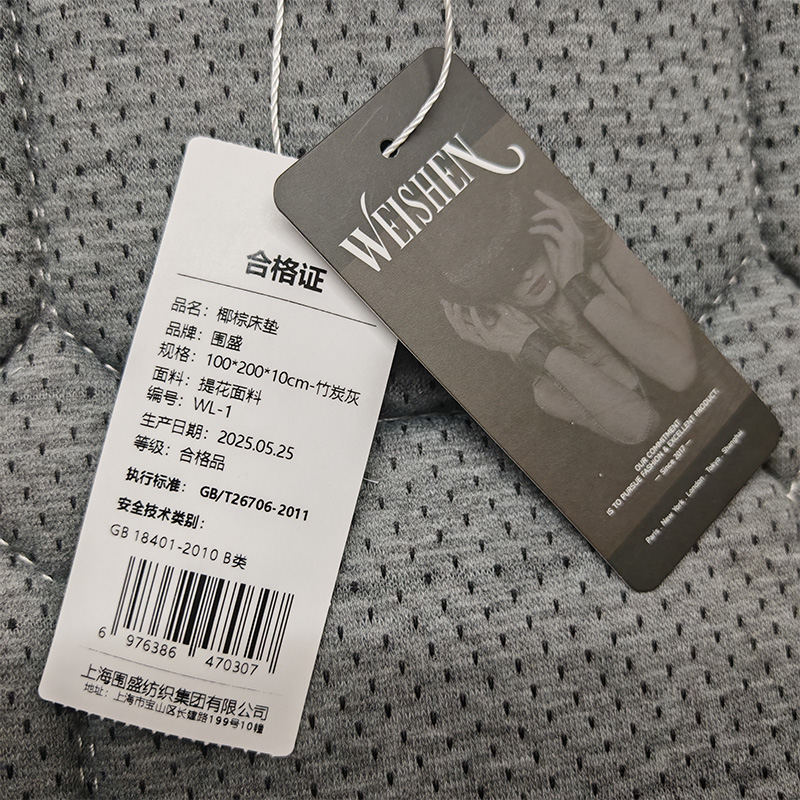 合格证
品名：椰棕床垫
品牌：围盛
规格：100*200*10cm-竹炭灰
面料：提花面料
编号：WL-1
生产日期：2025.05.25
等级：合格品
执行标准： GB/T26706-2011
安全技术类别：
GB 18401-2010 B类
6 976386 470307
上海围盛纺织集团有限公司
地址：上海市宝山区长建路199号10幢
WEISHEN
OUR COMMITMENT
IS TO PURSUE FASHION & EXCELLENT PRODUCT.
— Since 2012 —
Paris . New York . London . Tokyo . Shanghai